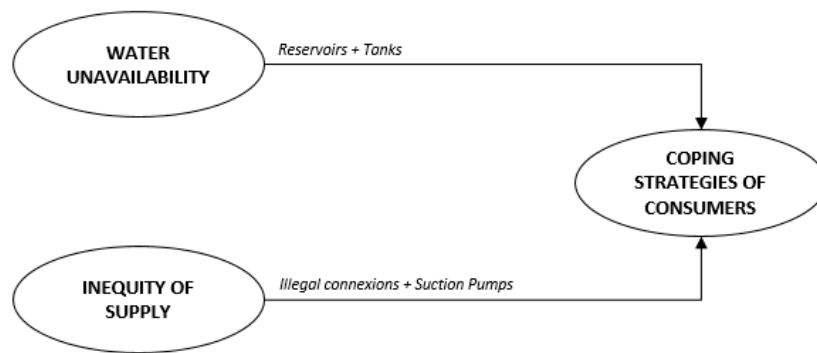 WATER
UNAVAILABILITY
Reservoirs + Tanks
COPING
STRATEGIES OF
CONSUMERS
INEQUITY OF
SUPPLY
Illegal connexions + Suction Pumps